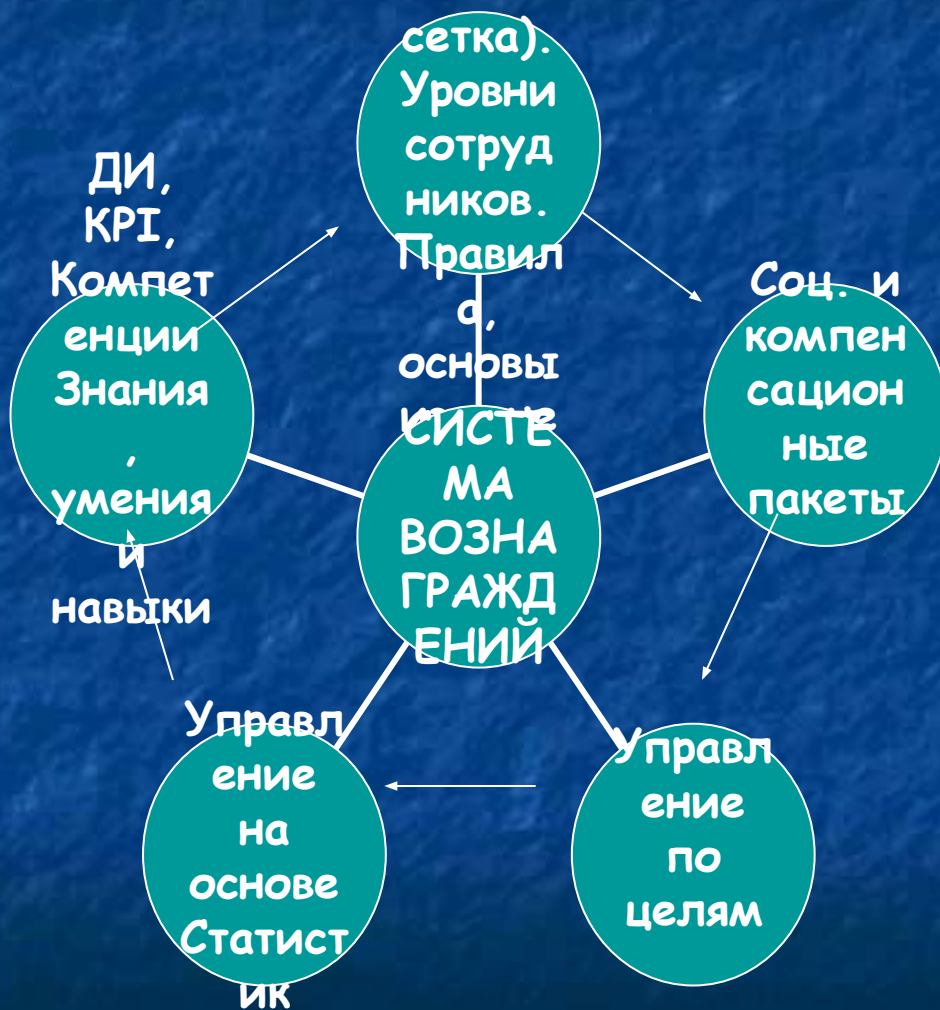 сетка).
Уровни
сотруд
ников.
Правил
а,
основы
ДИ,
KPI,
Компет
енции
Знания
,
умения
и
навыки
Соц. и
компен
сацион
ные
пакеты
СИСТЕ
МА
ВОЗНА
ГРАЖД
ЕНИЙ
Управл
ение
на
основе
Статист
ик
Управл
ение
по
целям